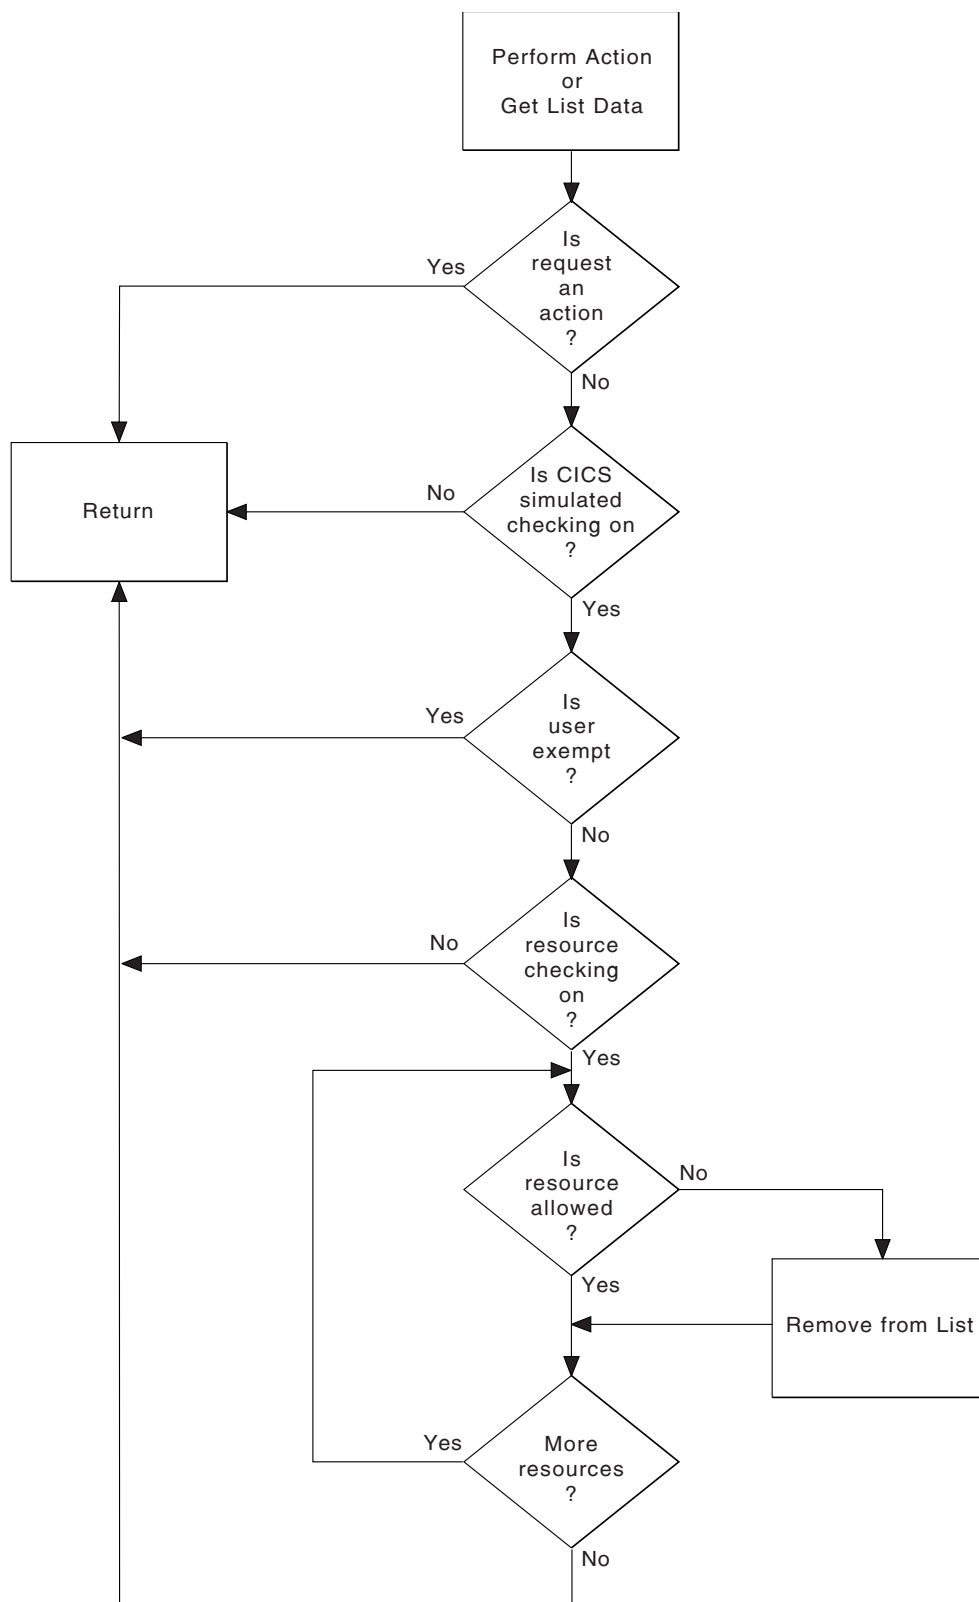 Perform Action
or
Get List Data
Is
request
an
action
?
Yes
No
Return
Is CICS
simulated
checking on
?
No
Yes
Is
user
exempt
?
Yes
No
Is
resource
checking
on
?
No
Yes
Is
resource
allowed
?
No
Yes
Remove from List
More
resources
?
Yes
No